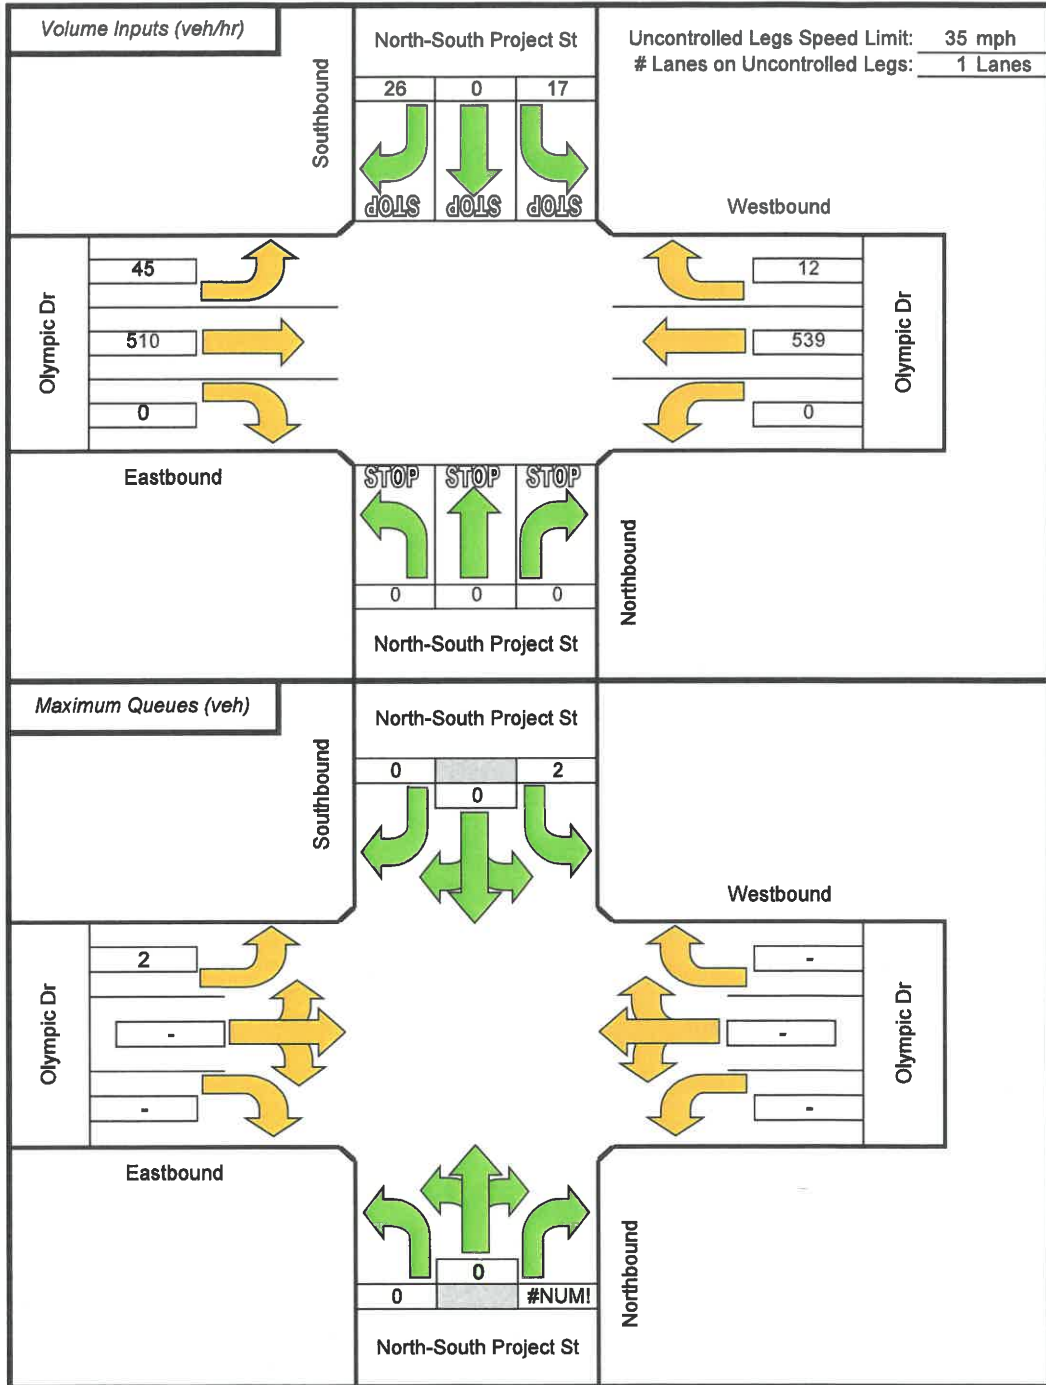 Volume Inputs (veh/hr)
Southbound
North-South Project St
Uncontrolled Legs Speed Limit: 35 mph
# Lanes on Uncontrolled Legs: 1 Lanes
26 0 17
STOP STOP STOP
Westbound
Olympic Dr
45
510
0
12
539
0
Olympic Dr
Eastbound
STOP STOP STOP
Northbound
0 0 0
North-South Project St
Maximum Queues (veh)
Southbound
North-South Project St
0 2
0
Westbound
Olympic Dr
2
-
-
-
-
-
Olympic Dr
Eastbound
Northbound
0
0 #NUM!
North-South Project St